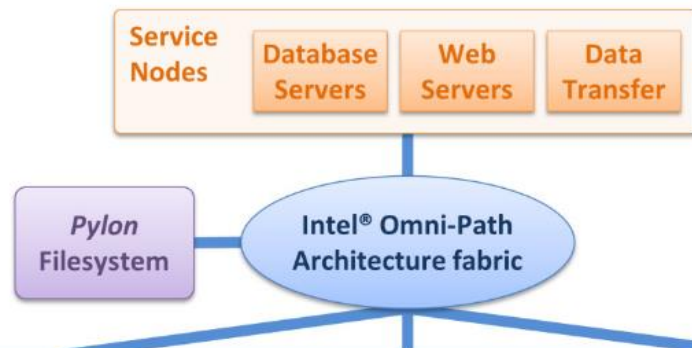 Service
Nodes
Database
Servers
Web
Servers
Data
Transfer
Pylon
Filesystem
Intel® Omni-Path
Architecture fabric